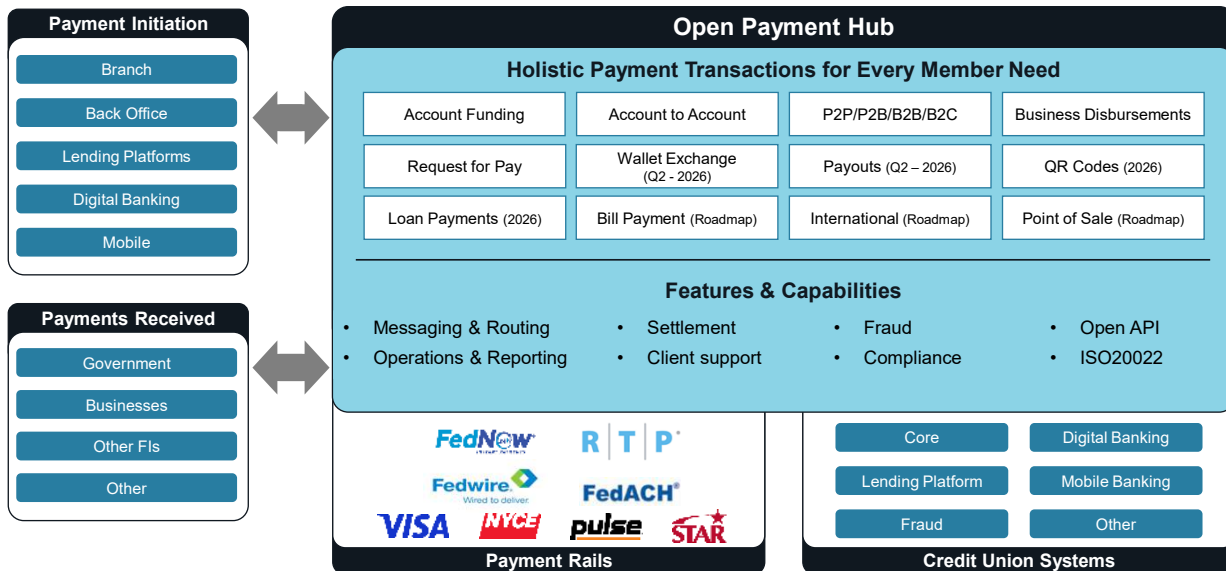 Payment Initiation
Branch
Back Office
Lending Platforms
Digital Banking
Mobile
Payments Received
Government
Businesses
Other FIs
Other
Open Payment Hub
Holistic Payment Transactions for Every Member Need
Account Funding
Account to Account
P2P/P2B/B2B/B2C
Business Disbursements
Request for Pay
Wallet Exchange
(Q2 - 2026)
Payouts (Q2 – 2026)
QR Codes (2026)
Loan Payments (2026)
Bill Payment (Roadmap)
International (Roadmap)
Point of Sale (Roadmap)
Features & Capabilities
• Messaging & Routing
• Settlement
• Fraud
• Open API
• Operations & Reporting
• Client support
• Compliance
• ISO20022
FedNow
R|T|P®
Fedwire®
Wired to deliver.
FedACH®
VISA
NYCE
pulse
STAR
Payment Rails
Core
Digital Banking
Lending Platform
Mobile Banking
Fraud
Other
Credit Union Systems